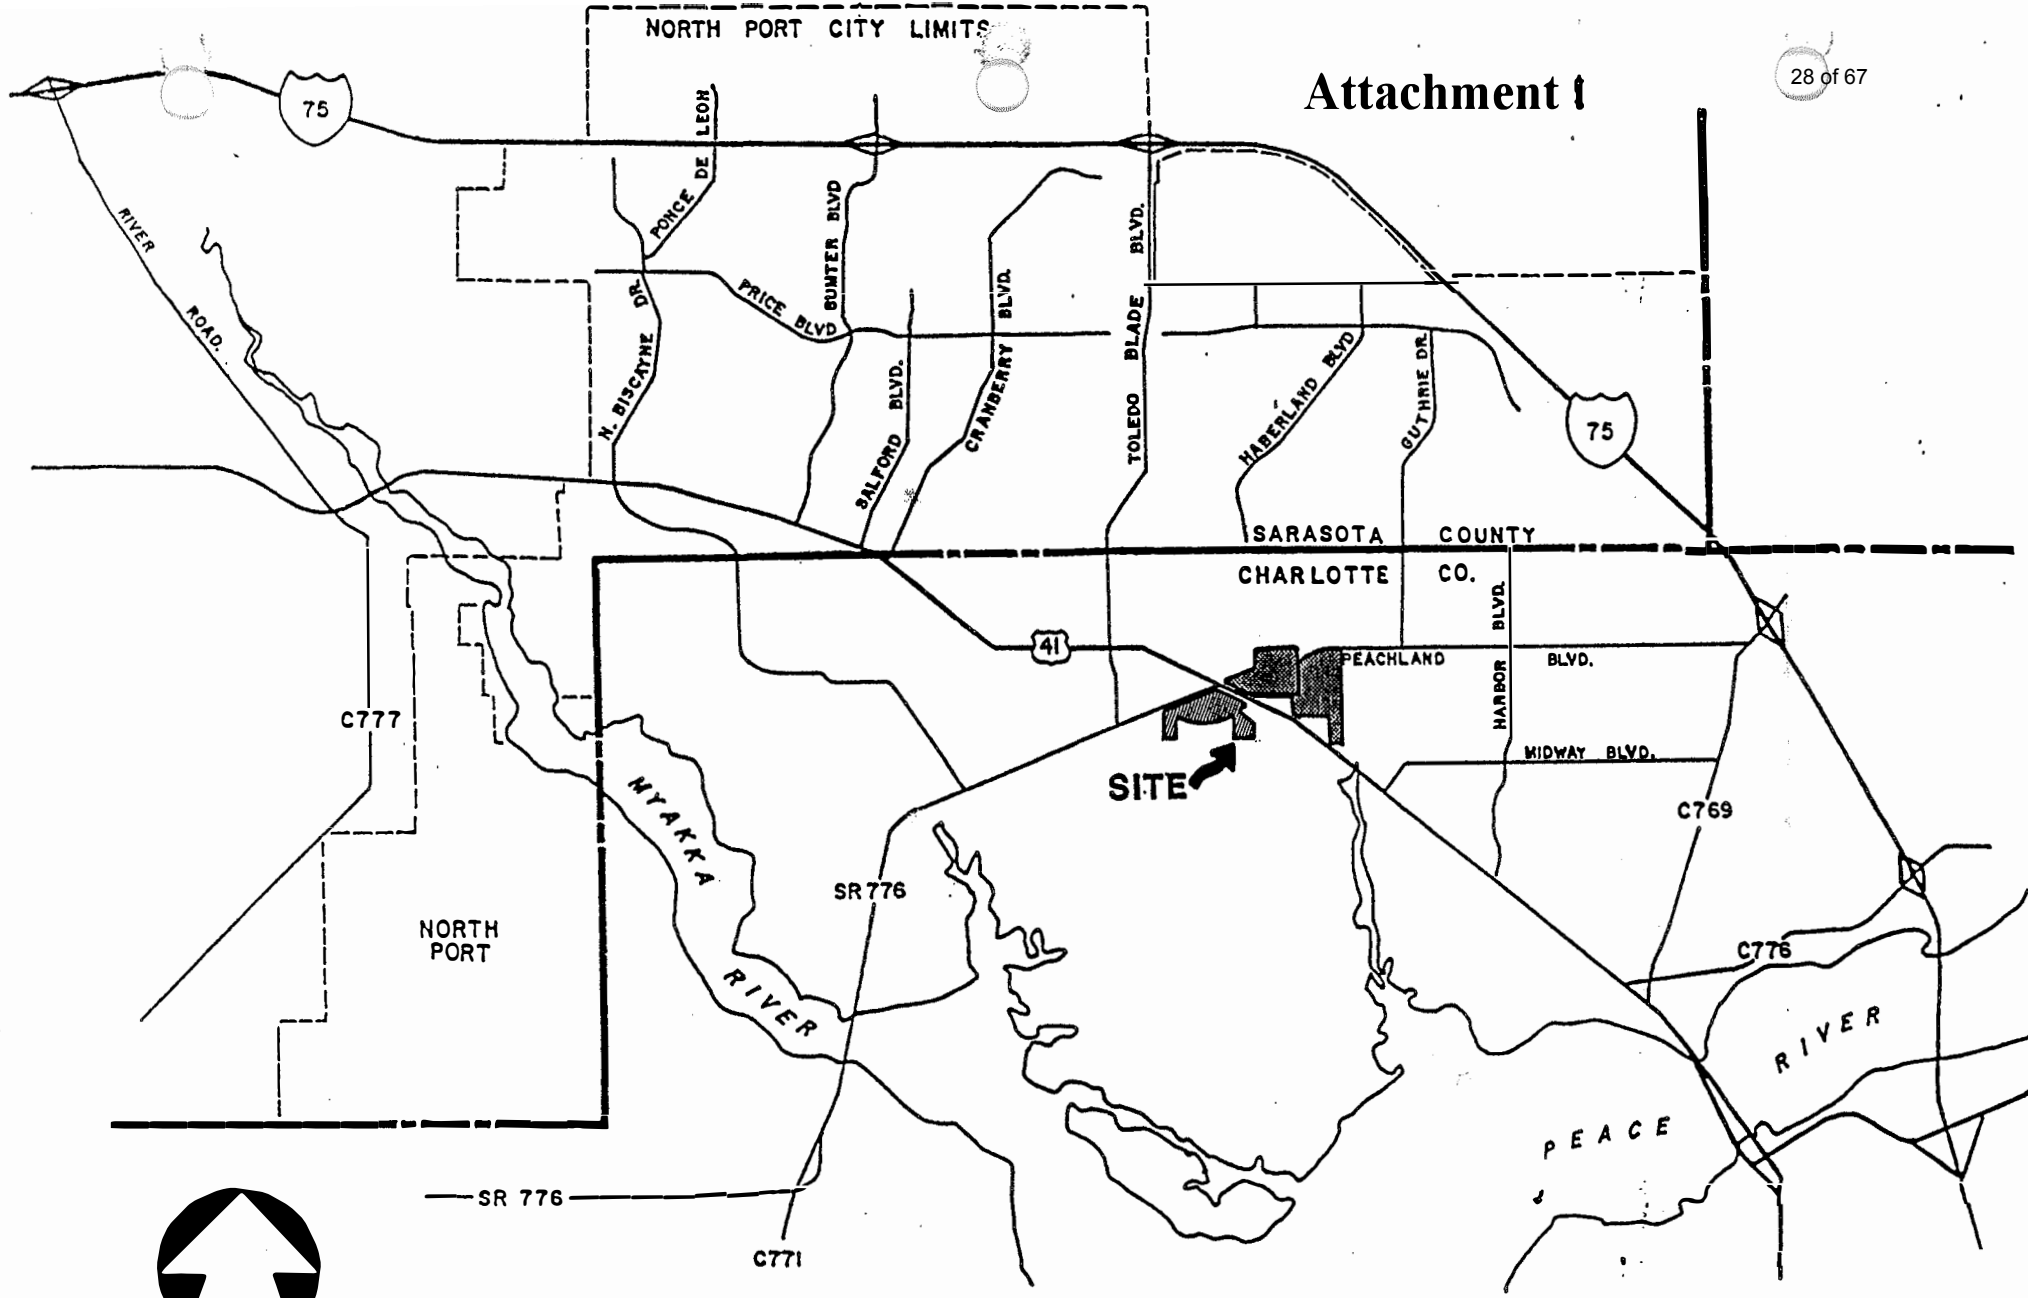 NORTH PORT CITY LIMITS
Attachment 1
28 of 67
75
PONCE DE LEON
RIVER ROAD.
SUMTER BLVD
TOLEDO BLADE BLVD.
PRICE BLVD
N. BISCAYNE DR.
SALFORD BLVD.
CRANBERRY BLVD.
HABERLAND BLVD
GUTHRIE DR.
75
SARASOTA COUNTY
CHARLOTTE CO.
41
PEACHLAND BLVD.
HARBOR BLVD.
C777
MIDWAY BLVD.
SITE
C769
MYAKKA RIVER
SR 776
NORTH
PORT
C776
PEACE RIVER
SR 776
C771